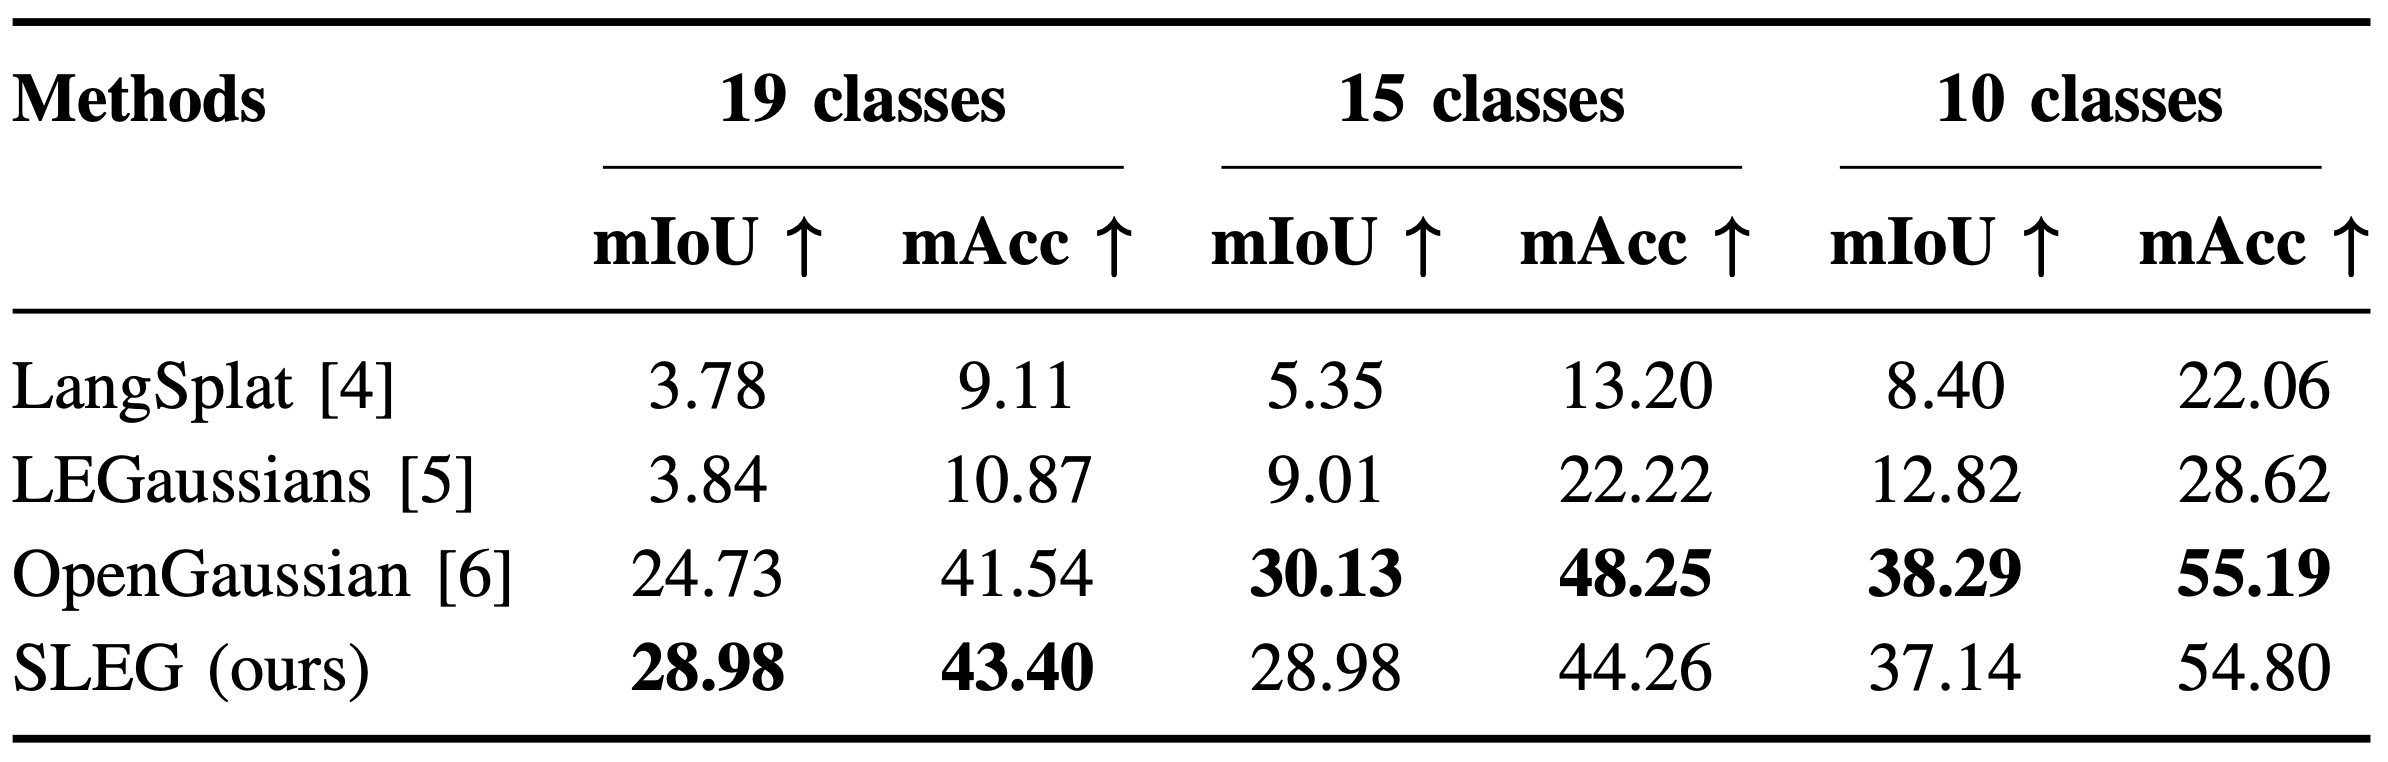 Methods 19 classes 15 classes 10 classes
mIoU ↑ mAcc ↑ mIoU ↑ mAcc ↑ mIoU ↑ mAcc ↑
LangSplat [4] 3.78 9.11 5.35 13.20 8.40 22.06
LEGaussians [5] 3.84 10.87 9.01 22.22 12.82 28.62
OpenGaussian [6] 24.73 41.54 30.13 48.25 38.29 55.19
SLEG (ours) 28.98 43.40 28.98 44.26 37.14 54.80